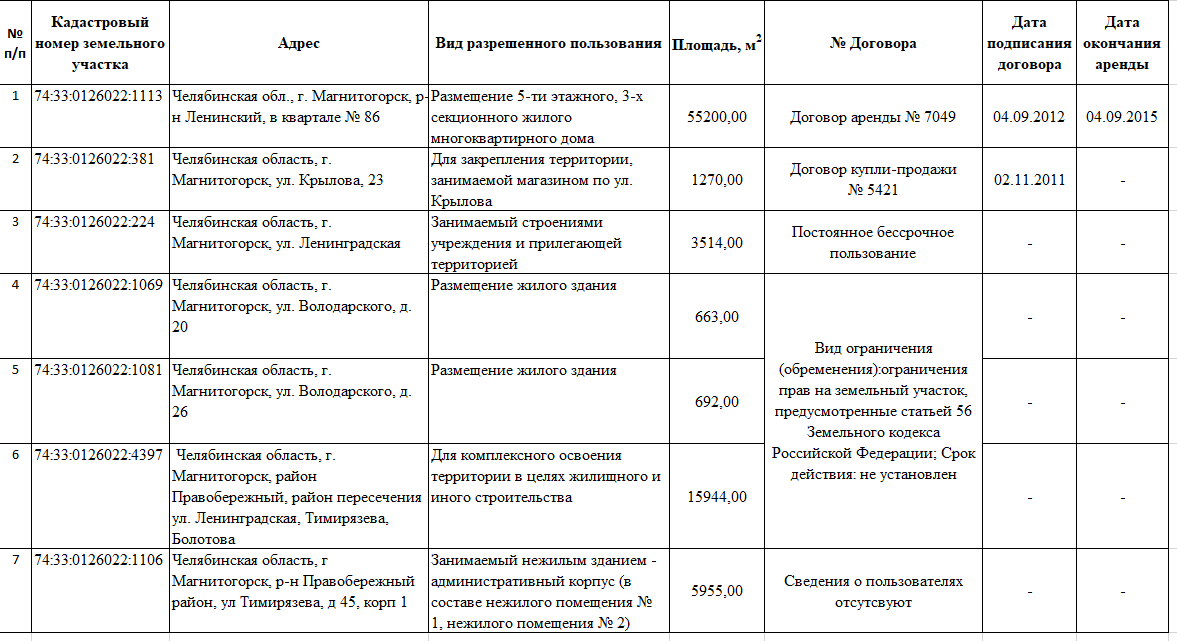 № п/п
Кадастровый номер земельного участка
Адрес
Вид разрешенного пользования
Площадь, м2
№ Договора
Дата подписания договора
Дата окончания аренды
1
74:33:0126022:1113
Челябинская обл., г. Магнитогорск, р-
н Ленинский, в квартале № 86
Размещение 5-ти этажного, 3-х
секционного жилого
многоквартирного дома
55200,00
Договор аренды № 7049
04.09.2012
04.09.2015
2
74:33:0126022:381
Челябинская область, г.
Магнитогорск, ул. Крылова, 23
Для закрепления территории,
занимаемой магазином по ул.
Крылова
1270,00
Договор купли-продажи
№ 5421
02.11.2011
-
3
74:33:0126022:224
Челябинская область, г.
Магнитогорск, ул. Ленинградская
Занимаемый строениями
учреждения и прилегающей
территорией
3514,00
Постоянное бессрочное
пользование
-
-
4
74:33:0126022:1069
Челябинская область, г.
Магнитогорск, ул. Володарского, д.
20
Размещение жилого здания
663,00
Вид ограничения
(обременения):ограничения
прав на земельный участок,
предусмотренные статьей 56
Земельного кодекса
Российской Федерации; Срок
действия: не установлен
-
-
5
74:33:0126022:1081
Челябинская область, г.
Магнитогорск, ул. Володарского, д.
26
Размещение жилого здания
692,00
-
-
6
74:33:0126022:4397
Челябинская область, г.
Магнитогорск, район
Правобережный, район пересечения
ул. Ленинградская, Тимирязева,
Болотова
Для комплексного освоения
территории в целях жилищного и
иного строительства
15944,00
-
-
7
74:33:0126022:1106
Челябинская область, г
Магнитогорск, р-н Правобережный
район, ул Тимирязева, д 45, корп 1
Занимаемый нежилым зданием -
административный корпус (в
составе нежилого помещения №
1, нежилого помещения № 2)
5955,00
Сведения о пользователях
отсутсвуют
-
-